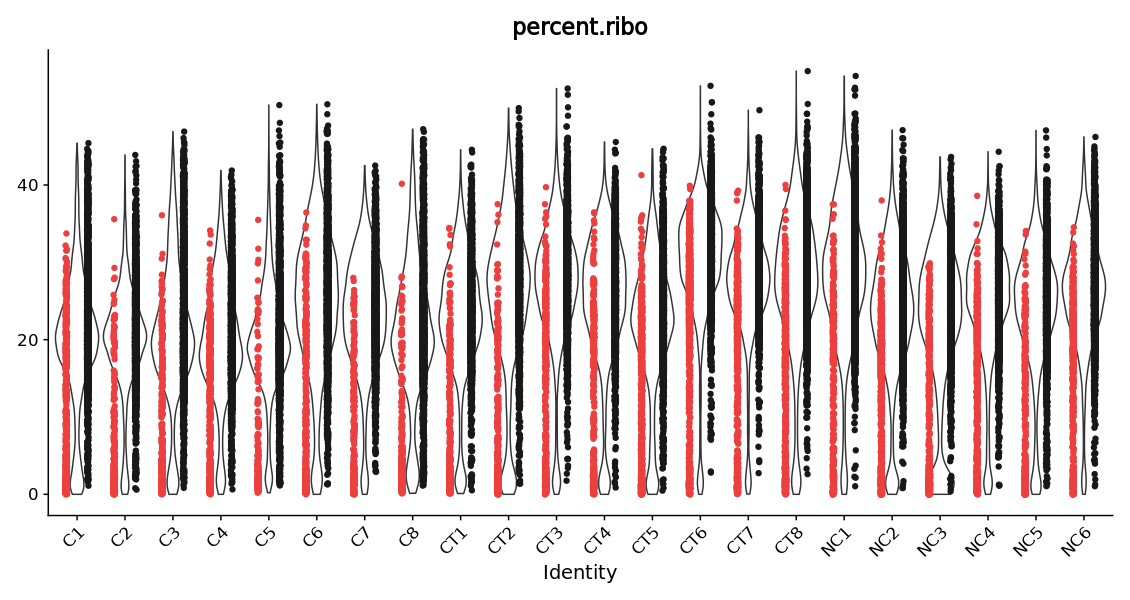 percent.ribo
40
20
0
C1 C2 C3 C4 C5 C6 C7 C8 CT1 CT2 CT3 CT4 CT5 CT6 CT7 CT8 NC1 NC2 NC3 NC4 NC5 NC6
Identity